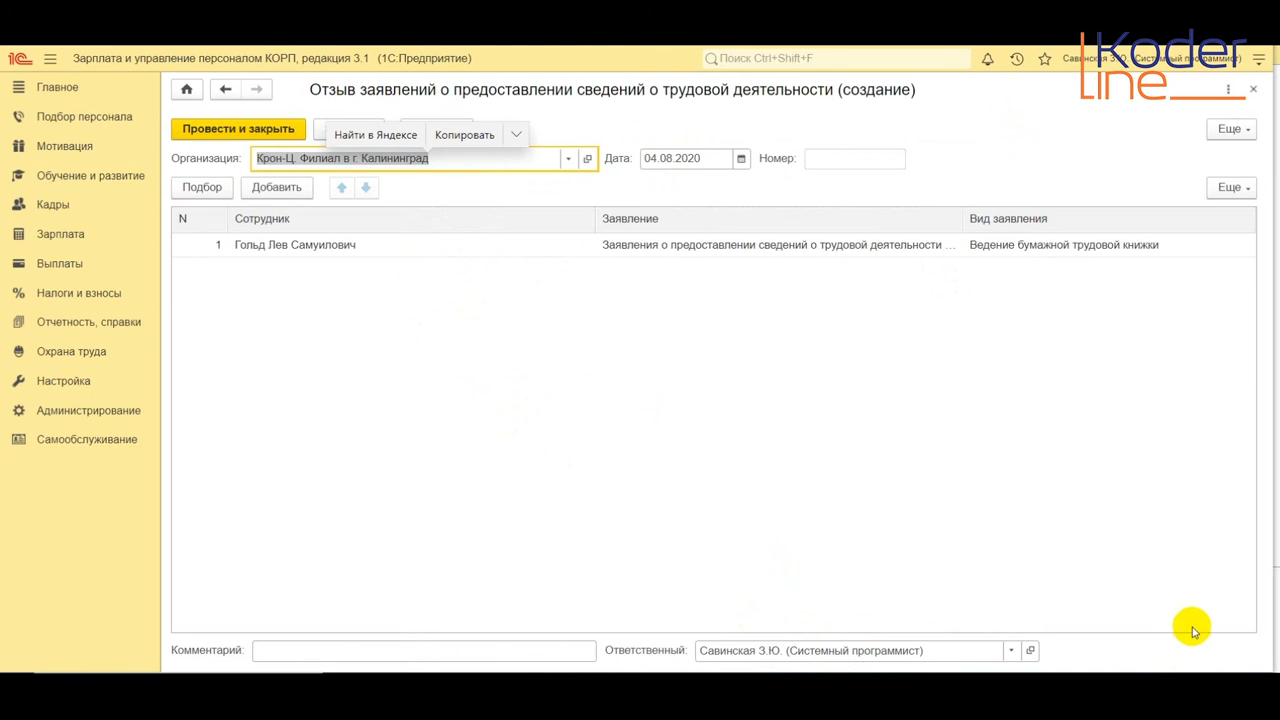 Koder
line
1С Зарплата и управление персоналом КОРП, редакция 3.1 (1С:Предприятие)
Поиск Ctrl+Shift+F
Савинская З.Ю. (Системный программист)
Главное
Подбор персонала
Мотивация
Обучение и развитие
Кадры
Зарплата
Выплаты
Налоги и взносы
Отчетность, справки
Охрана труда
Настройка
Администрирование
Самообслуживание
Отзыв заявлений о предоставлении сведений о трудовой деятельности (создание)
Провести и закрыть
Найти в Яндексе Копировать
Еще
Организация: Крон-Ц. Филиал в г. Калининград Дата: 04.08.2020 Номер:
Подбор Добавить Еще
N Сотрудник Заявление Вид заявления
1 Гольд Лев Самуилович Заявления о предоставлении сведений о трудовой деятельности ... Ведение бумажной трудовой книжки
Комментарий: Ответственный: Савинская З.Ю. (Системный программист)